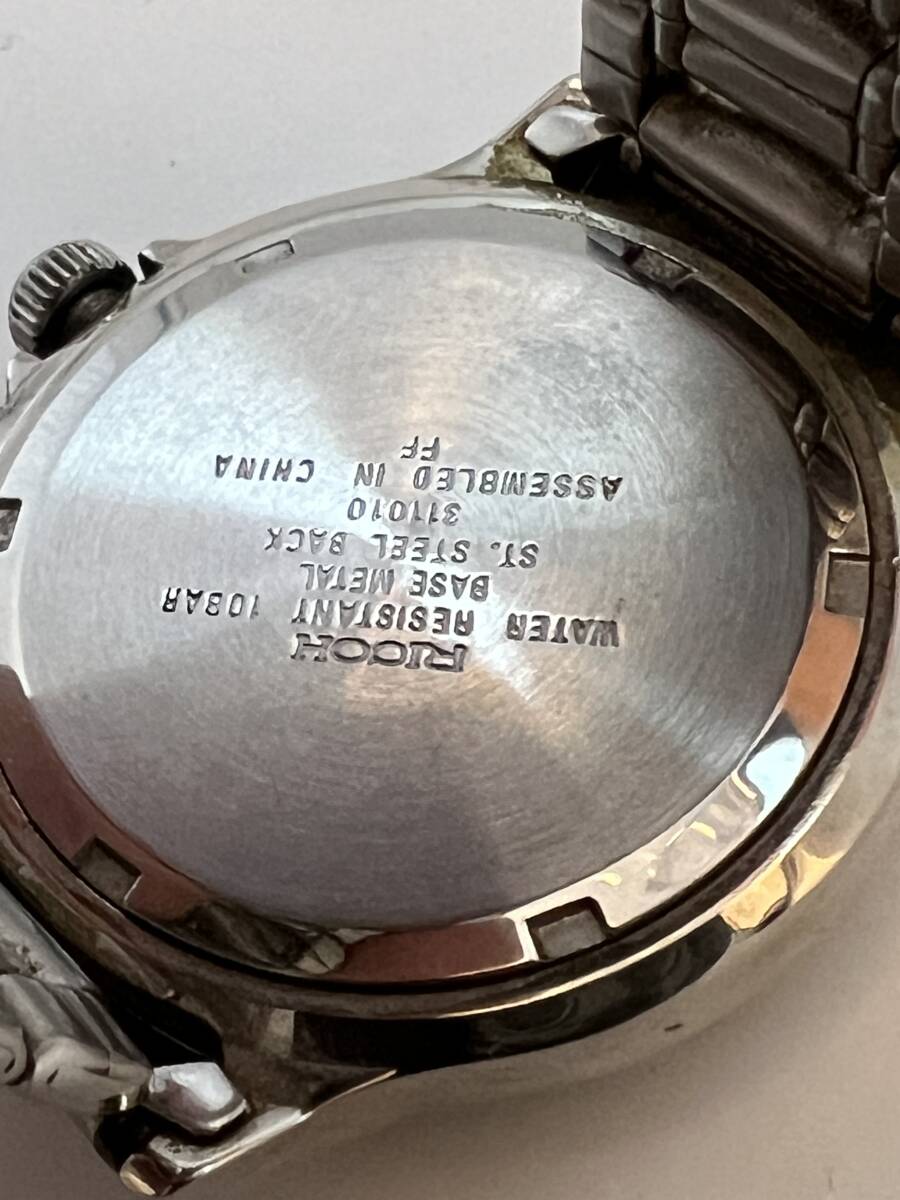 RICOH
WATER RESISTANT 10BAR
BASE METAL
ST. STEEL BACK
311010
ASSEMBLED IN CHINA
FF